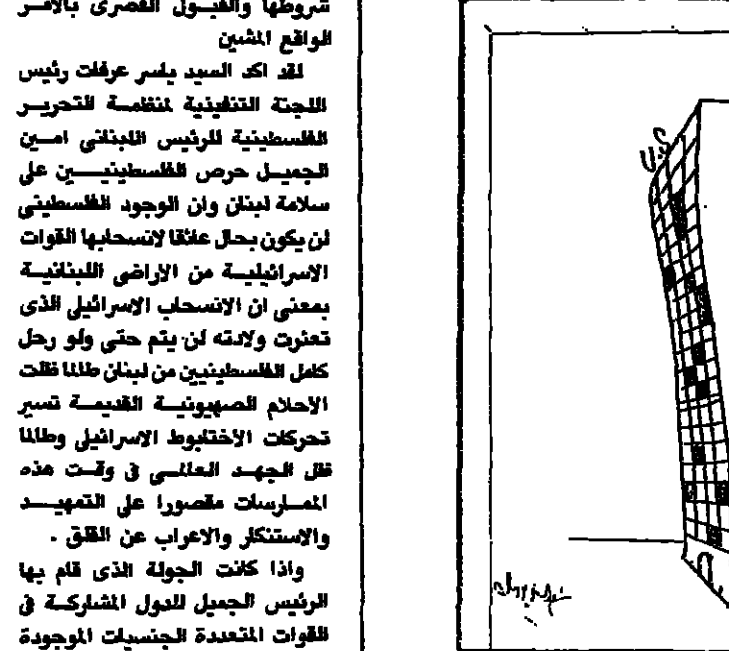 شروطها والقبول القصرى بالامر
الواقع المشين
لقد اكد السيد ياسر عرفات رئيس
اللجنة التنفيذية لمنظمة التحرير
الفلسطينية للرئيس اللبنانى امين
الجميل حرص الفلسطينيين على
سلامة لبنان وان الوجود الفلسطينى
لن يكون بحال عائقا لانسحابها القوات
الاسرائيلية من الاراضى اللبنانية
بمعنى ان الانسحاب الاسرائيلى الذى
تعثرت ولادته لن يتم حتى ولو رحل
كامل الفلسطينيين من لبنان طالما ظلت
الاحلام الصهيونية القديمة تسير
تحركات الاختابوط الاسرائيلى وطالما
ظل الجهد العالمى فى وقت هذه
الممارسات مقصورا على التمهيد
والاستنكار والاعراب عن القلق .
واذا كانت الجولة الذى قام بها
الرئيس الجميل للدول المشاركة فى
القوات المتعددة الجنسيات الموجودة